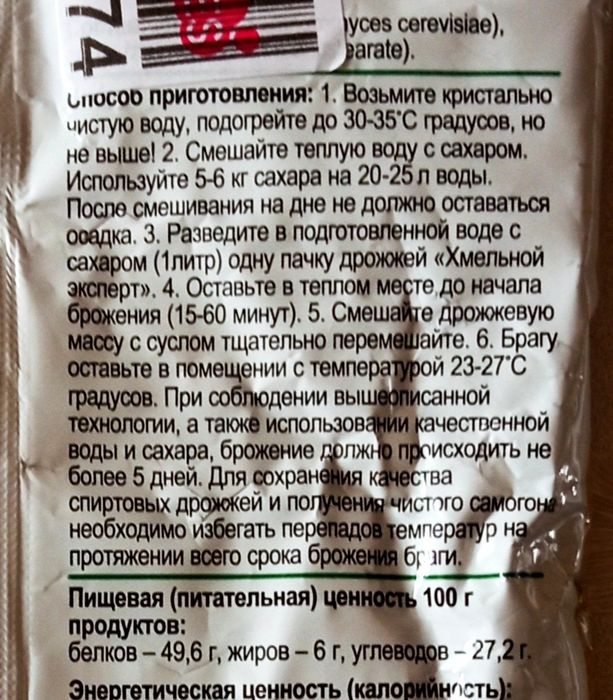 74
yces cerevisiae),
earate).
Способ приготовления: 1. Возьмите кристально
чистую воду, подогрейте до 30-35°С градусов, но
не выше! 2. Смешайте теплую воду с сахаром.
Используйте 5-6 кг сахара на 20-25 л воды.
После смешивания на дне не должно оставаться
осадка. 3. Разведите в подготовленной воде с
сахаром (1литр) одну пачку дрожжей «Хмельной
эксперт». 4. Оставьте в теплом месте до начала
брожения (15-60 минут). 5. Смешайте дрожжевую
массу с суслом тщательно перемешайте. 6. Брагу
оставьте в помещении с температурой 23-27°С
градусов. При соблюдении вышеописанной
технологии, а также использовании качественной
воды и сахара, брожение должно происходить не
более 5 дней. Для сохранения качества
спиртовых дрожжей и получения чистого самогона
необходимо избегать перепадов температур на
протяжении всего срока брожения браги.
Пищевая (питательная) ценность 100 г
продуктов:
белков – 49,6 г, жиров – 6 г, углеводов – 27,2 г.
Энергетическая ценность (калорийность):